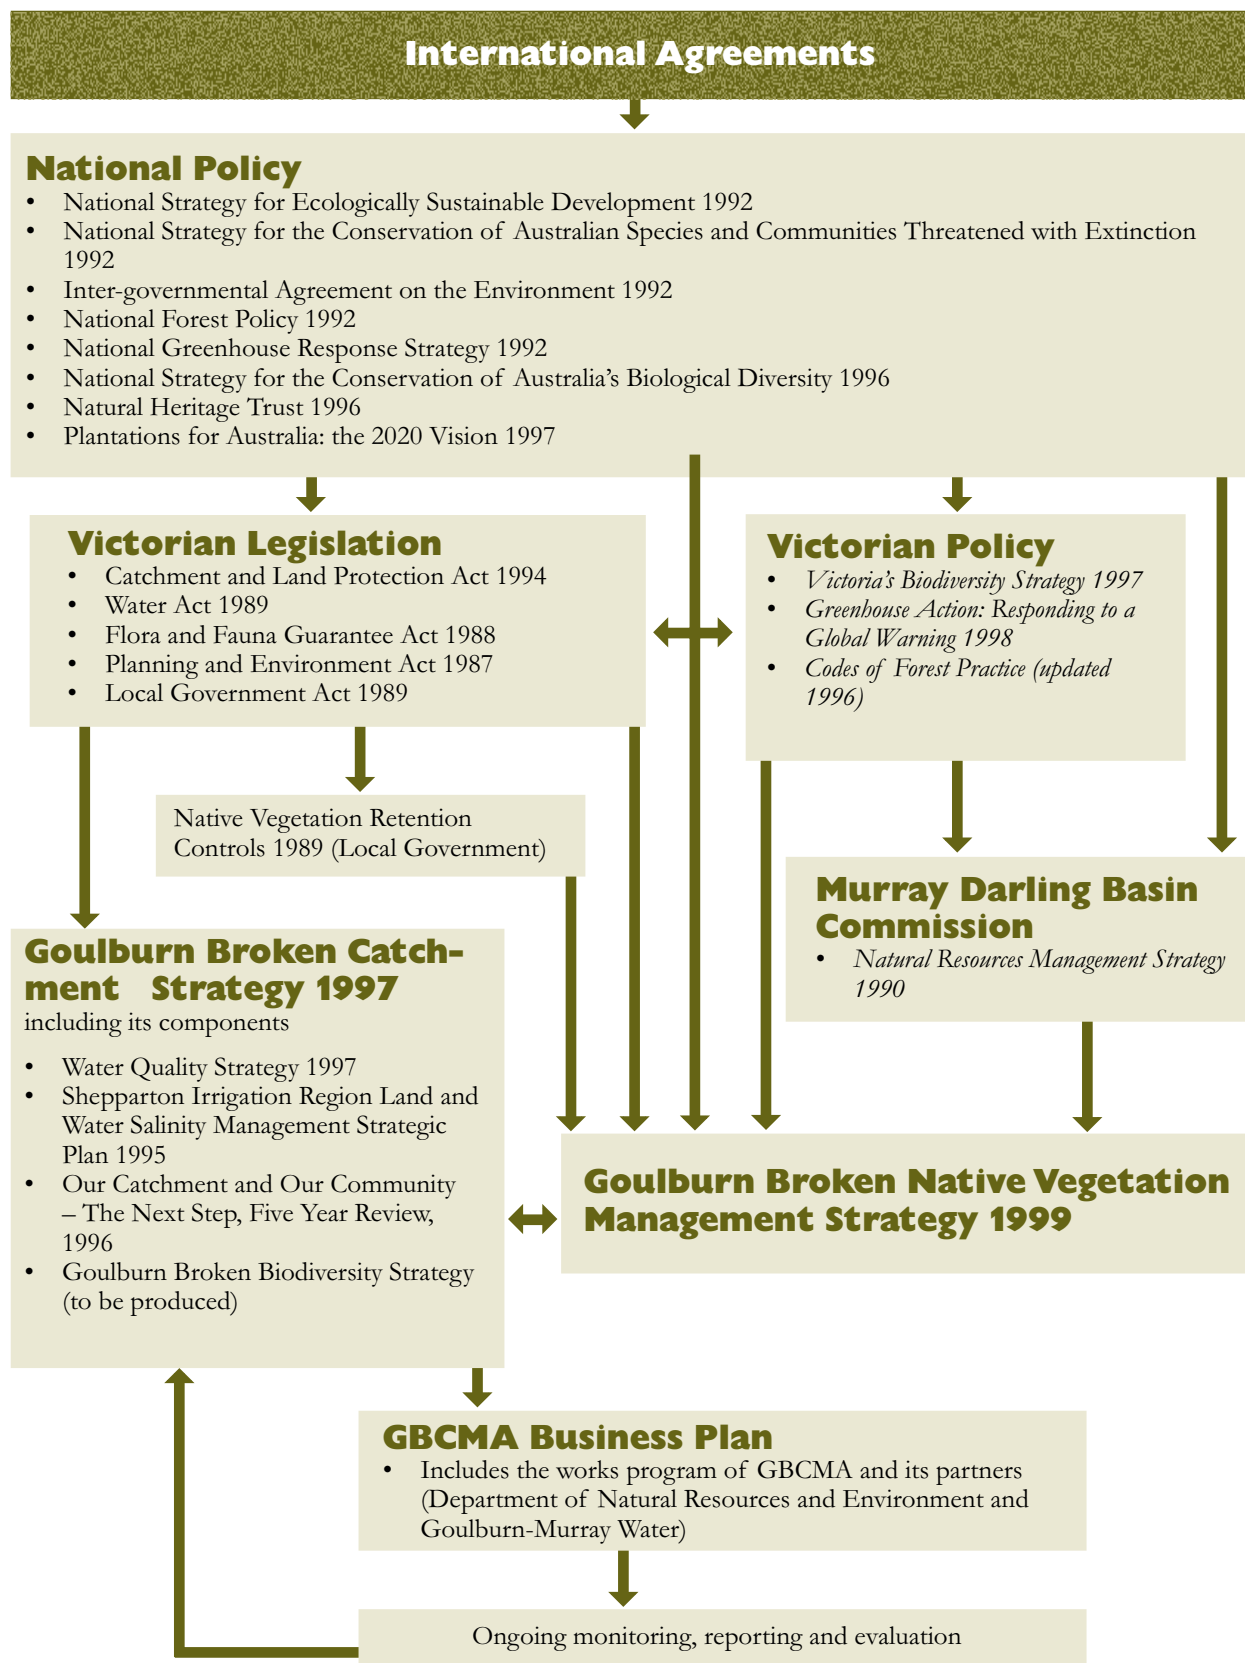 International Agreements
National Policy
• National Strategy for Ecologically Sustainable Development 1992
• National Strategy for the Conservation of Australian Species and Communities Threatened with Extinction
1992
• Inter-governmental Agreement on the Environment 1992
• National Forest Policy 1992
• National Greenhouse Response Strategy 1992
• National Strategy for the Conservation of Australia's Biological Diversity 1996
• Natural Heritage Trust 1996
• Plantations for Australia: the 2020 Vision 1997
Victorian Legislation
• Catchment and Land Protection Act 1994
• Water Act 1989
• Flora and Fauna Guarantee Act 1988
• Planning and Environment Act 1987
• Local Government Act 1989
Victorian Policy
• Victoria's Biodiversity Strategy 1997
• Greenhouse Action: Responding to a
Global Warning 1998
• Codes of Forest Practice (updated
1996)
Native Vegetation Retention
Controls 1989 (Local Government)
Murray Darling Basin
Commission
• Natural Resources Management Strategy
1990
Goulburn Broken Catch-
ment Strategy 1997
including its components
• Water Quality Strategy 1997
• Shepparton Irrigation Region Land and
Water Salinity Management Strategic
Plan 1995
• Our Catchment and Our Community
– The Next Step, Five Year Review,
1996
• Goulburn Broken Biodiversity Strategy
(to be produced)
Goulburn Broken Native Vegetation
Management Strategy 1999
GBCMA Business Plan
• Includes the works program of GBCMA and its partners
(Department of Natural Resources and Environment and
Goulburn-Murray Water)
Ongoing monitoring, reporting and evaluation